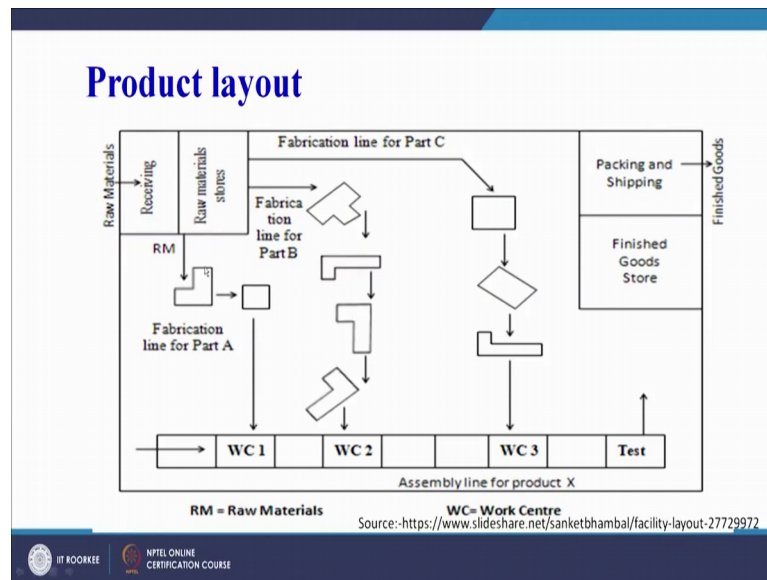 Product layout
Raw Materials
Receiving
Raw materials
stores
Fabrication line for Part C
Packing and
Shipping
Finished Goods
Fabrica
tion
line for
Part B
RM
Finished
Goods
Store
Fabrication
line for Part A
WC 1
WC 2
WC 3
Test
Assembly line for product X
RM = Raw Materials
WC= Work Centre
Source:-https://www.slideshare.net/sanketbhambal/facility-layout-27729972
IIT ROORKEE
NPTEL ONLINE
CERTIFICATION COURSE